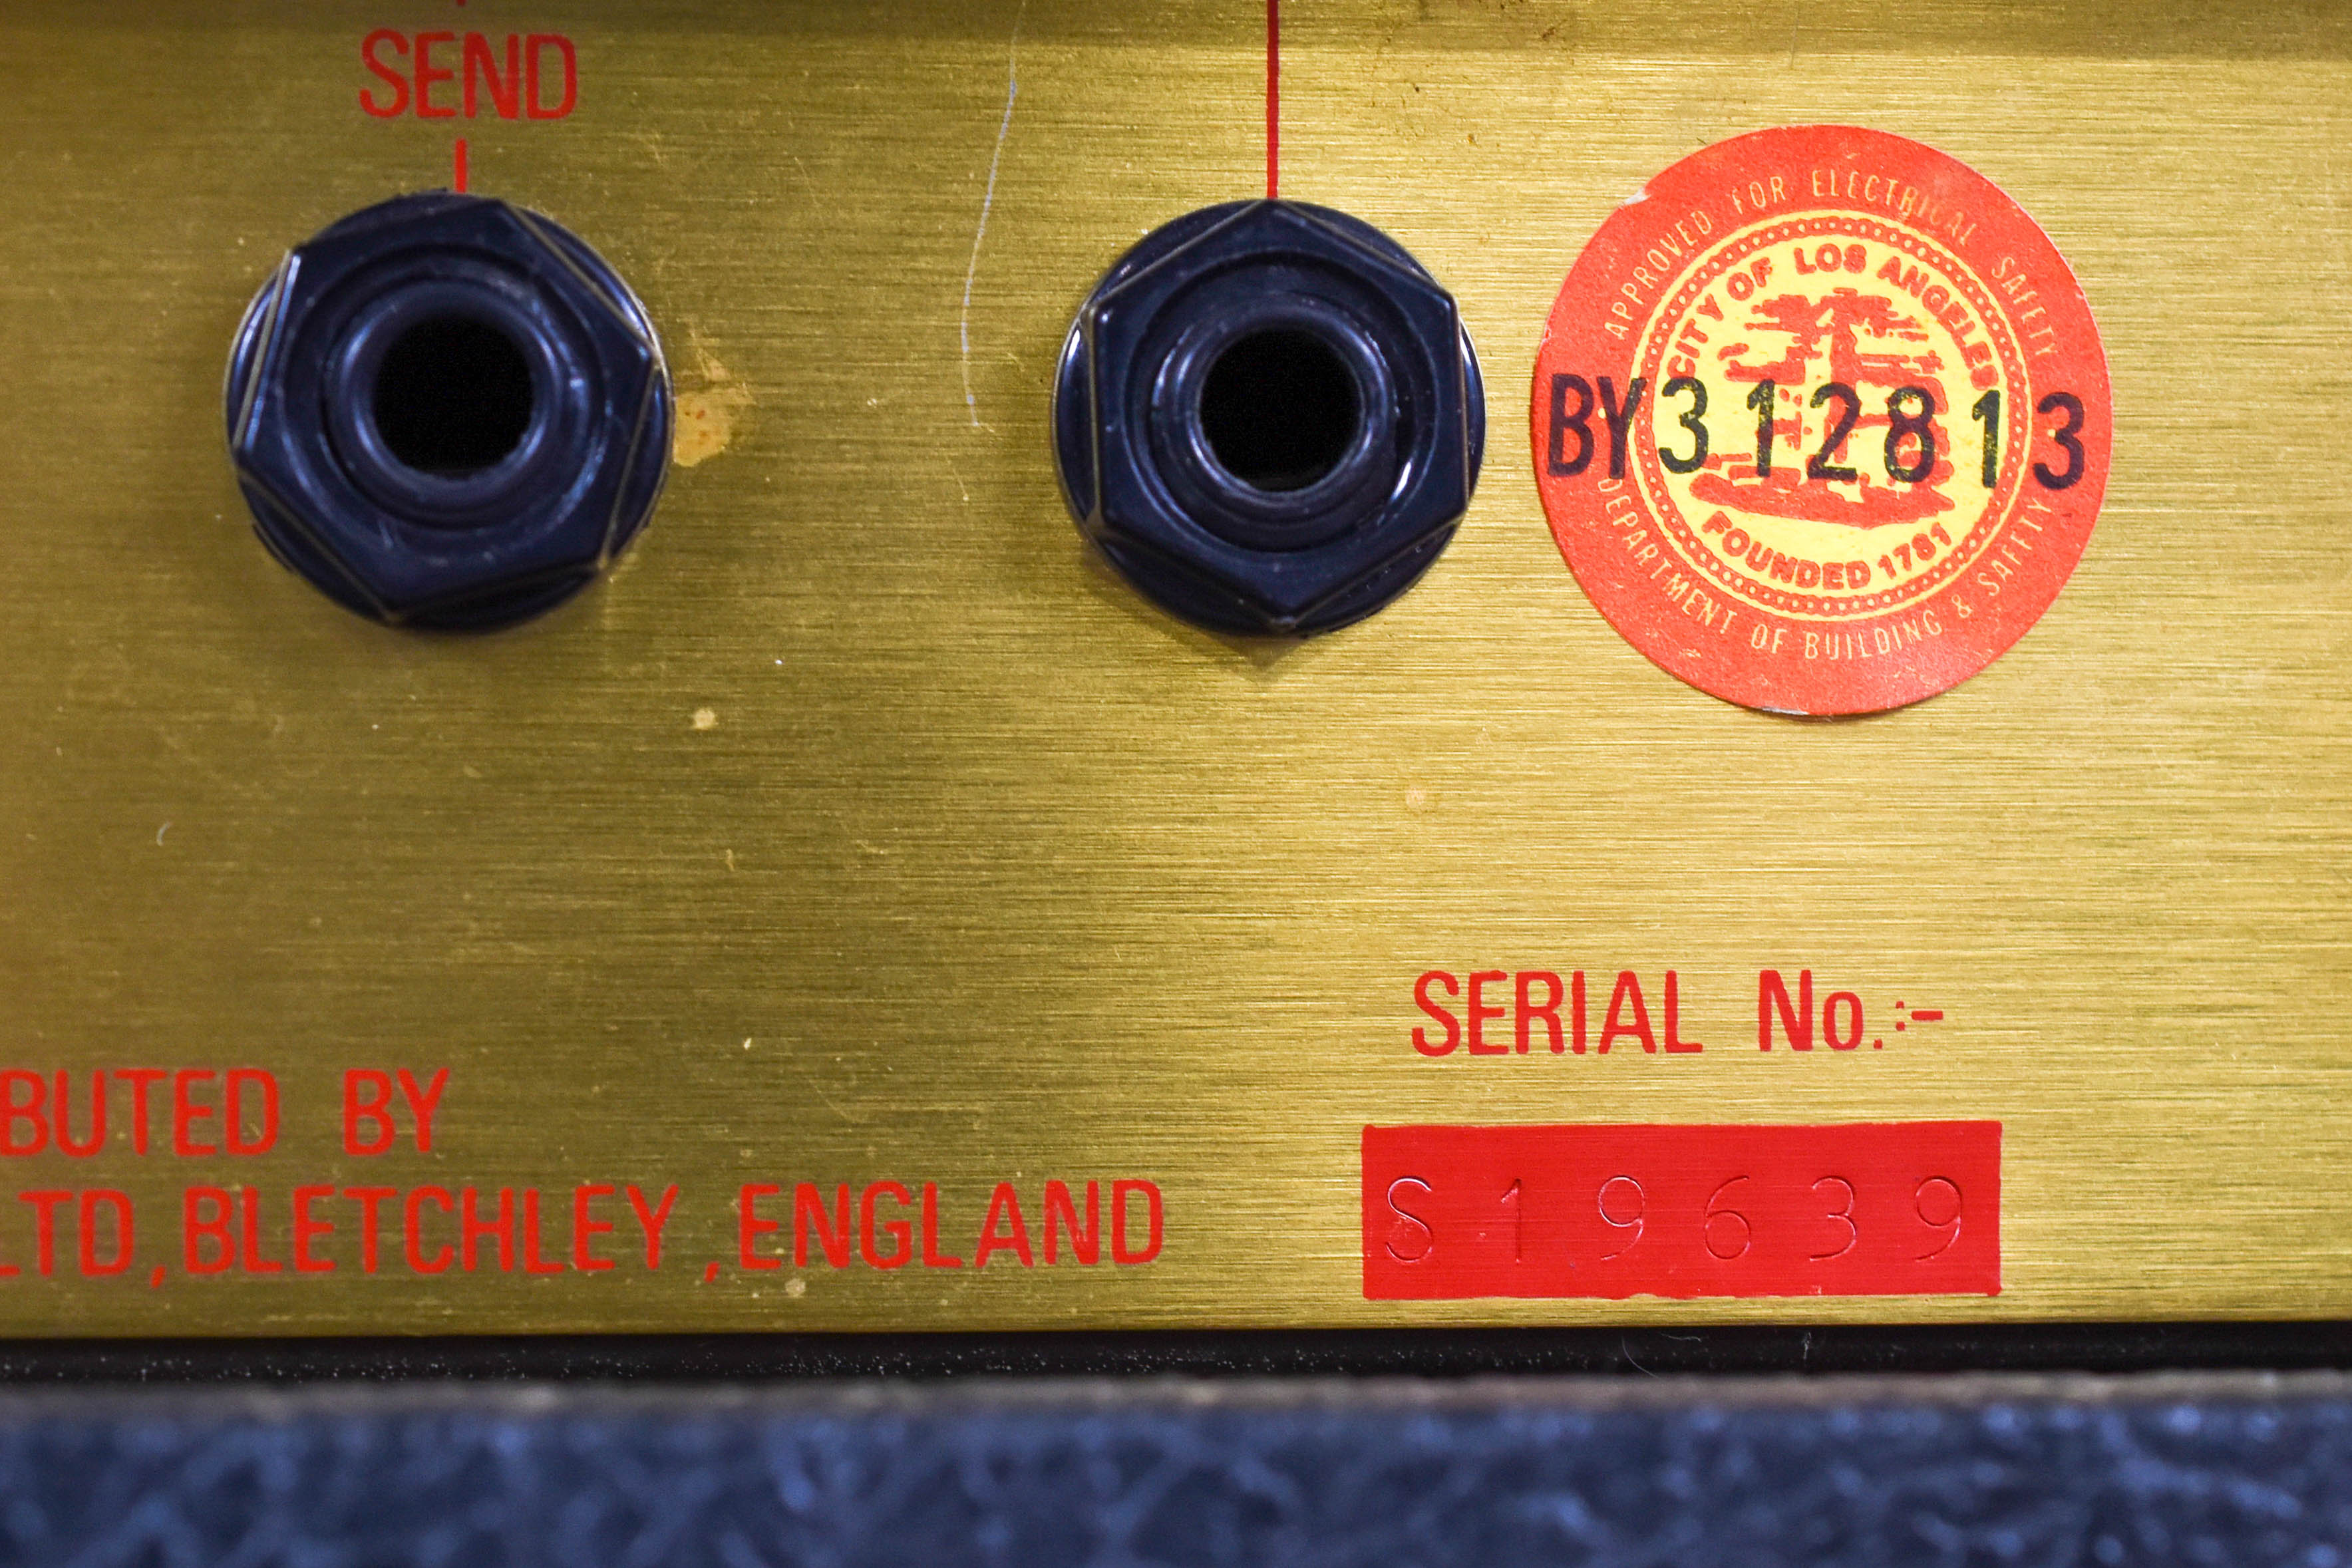 SEND
APPROVED FOR ELECTRICAL SAFETY
CITY OF LOS ANGELES
BY312813
FOUNDED 1781
DEPARTMENT OF BUILDING & SAFETY
SERIAL No.:-
BUTED BY
LTD,BLETCHLEY,ENGLAND
S19639